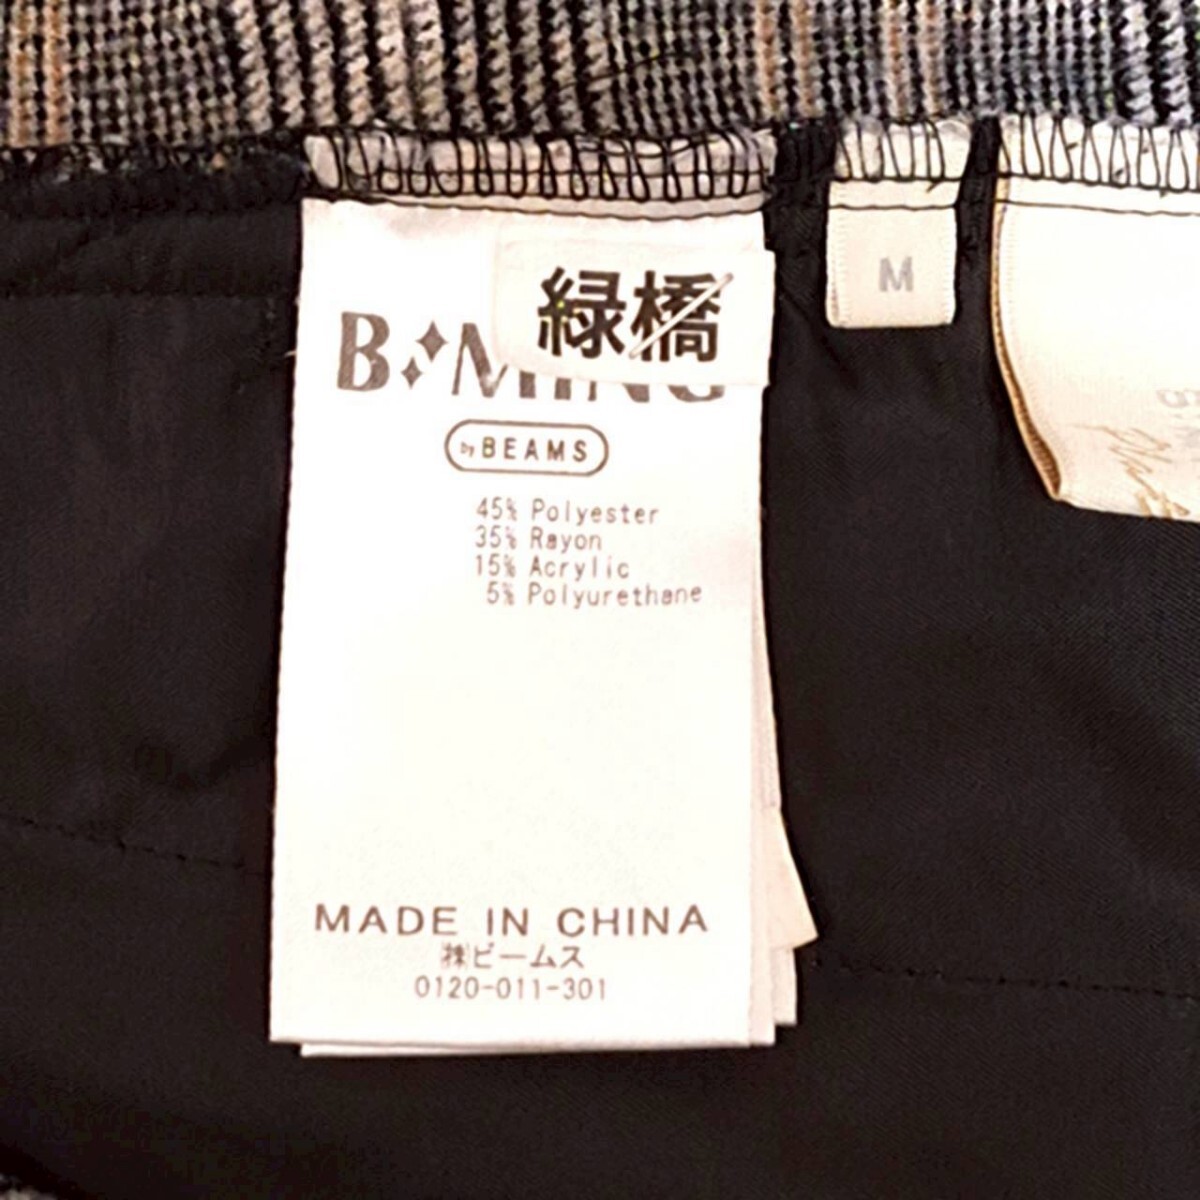 緑橋
B:MING
by BEAMS
45% Polyester
35% Rayon
15% Acrylic
5% Polyurethane
MADE IN CHINA
㈱ビームス
0120-011-301
M